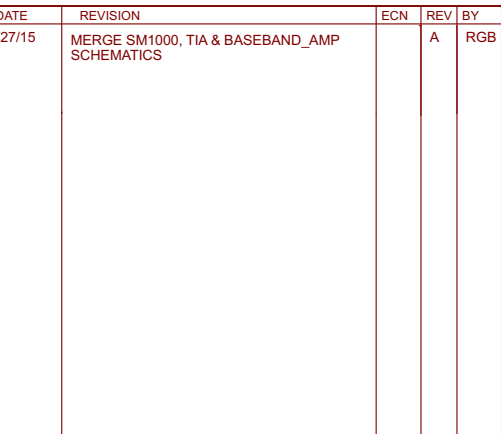 DATE REVISION ECN REV BY
/27/15 MERGE SM1000, TIA & BASEBAND_AMP A RGB
SCHEMATICS